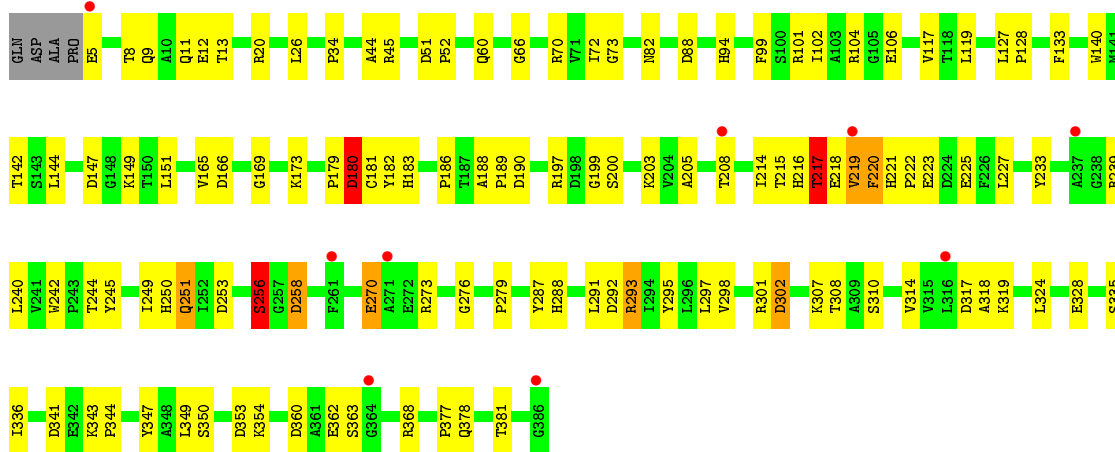 GLN ASP ALA PRO E5 T8 Q9 A10 Q11 E12 T13 R20 L26 P34 A44 R45 D51 P52 Q60 G66 R70 V71 I72 G73 N82 D88 H94 F99 S100 R101 I102 A103 R104 G105 E106 V117 T118 L119 L127 P128 F133 W140 M141
T142 S143 L144 D147 G148 K149 T150 L151 V165 D166 G169 K173 P179 D180 C181 Y182 H183 P186 T187 A188 P189 D190 R197 D198 G199 S200 K203 V204 A205 T208 I214 T215 H216 T217 E218 V219 F220 H221 P222 E223 D224 E225 F226 L227 Y233 A237 G238 R239
L240 V241 W242 P243 T244 Y245 I249 H250 Q251 I252 D253 S256 G257 D258 F261 E270 A271 E272 R273 G276 P279 Y287 H288 L291 D292 R293 I294 Y295 L296 L297 V298 R301 D302 K307 T308 A309 S310 V314 V315 L316 D317 A318 K319 L324 E328 S335
I336 D341 E342 K343 P344 Y347 A348 L349 S350 D353 K354 D360 A361 E362 S363 G364 R368 P377 Q378 T381 G386